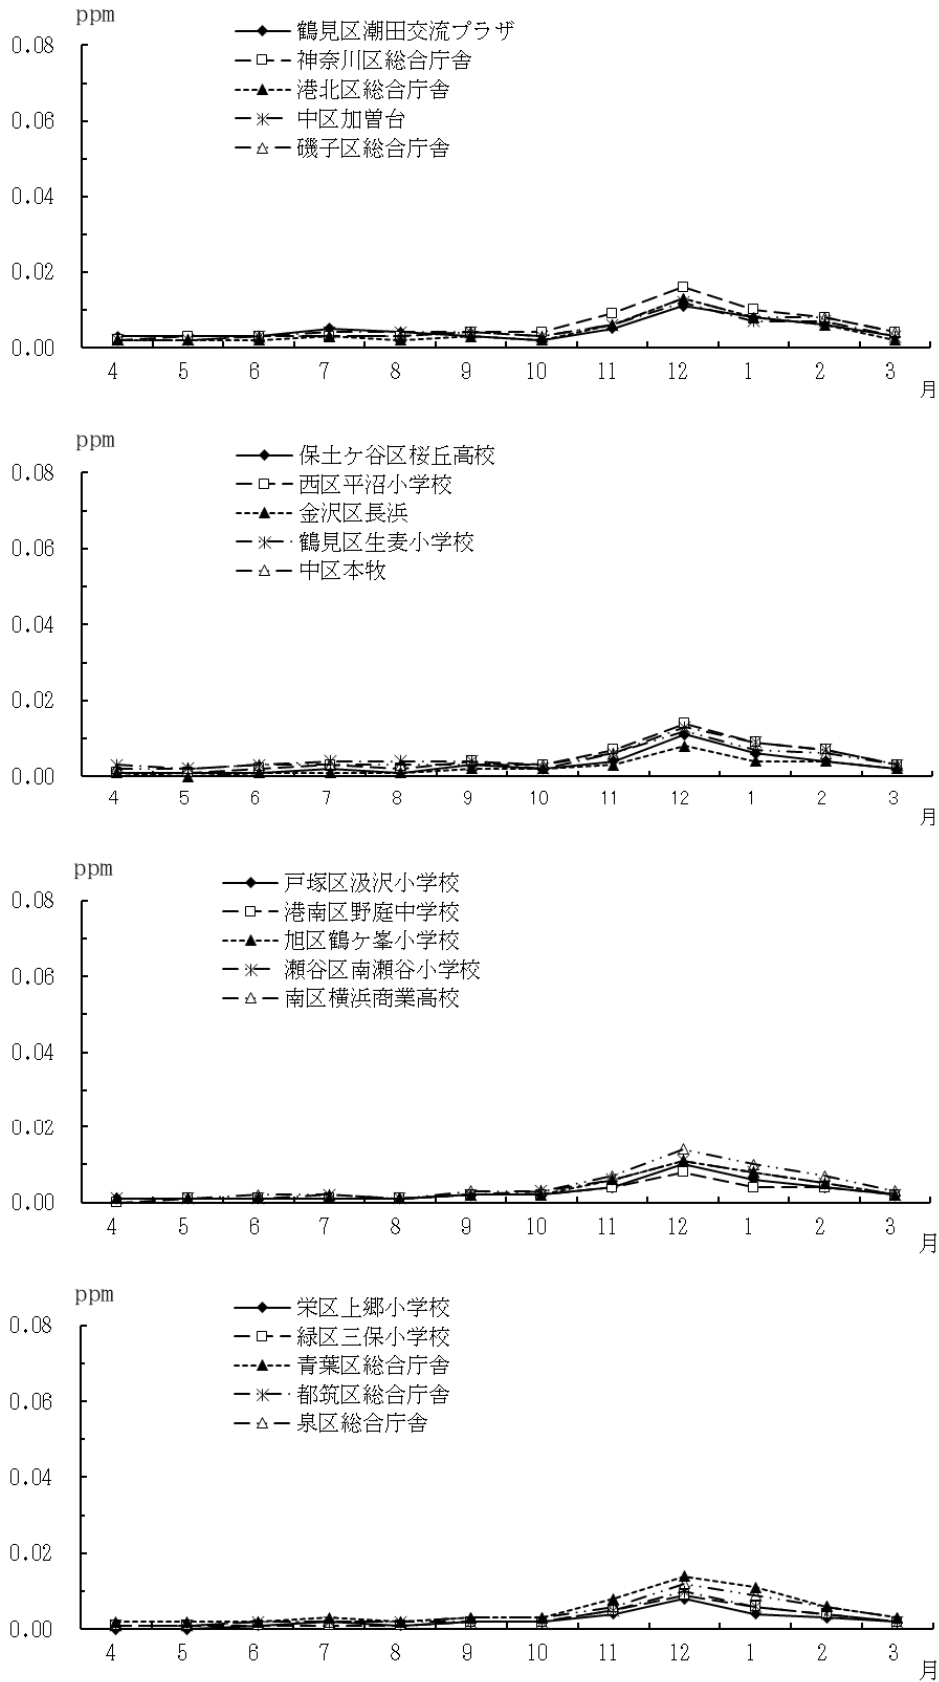 ppm
鶴見区潮田交流プラザ
神奈川区総合庁舎
港北区総合庁舎
中区加曽台
磯子区総合庁舎
0.08
0.06
0.04
0.02
0.00
4 5 6 7 8 9 10 11 12 1 2 3
月
ppm
保土ケ谷区桜丘高校
西区平沼小学校
金沢区長浜
鶴見区生麦小学校
中区本牧
0.08
0.06
0.04
0.02
0.00
4 5 6 7 8 9 10 11 12 1 2 3
月
ppm
戸塚区汲沢小学校
港南区野庭中学校
旭区鶴ケ峯小学校
瀬谷区南瀬谷小学校
南区横浜商業高校
0.08
0.06
0.04
0.02
0.00
4 5 6 7 8 9 10 11 12 1 2 3
月
ppm
栄区上郷小学校
緑区三保小学校
青葉区総合庁舎
都筑区総合庁舎
泉区総合庁舎
0.08
0.06
0.04
0.02
0.00
4 5 6 7 8 9 10 11 12 1 2 3
月